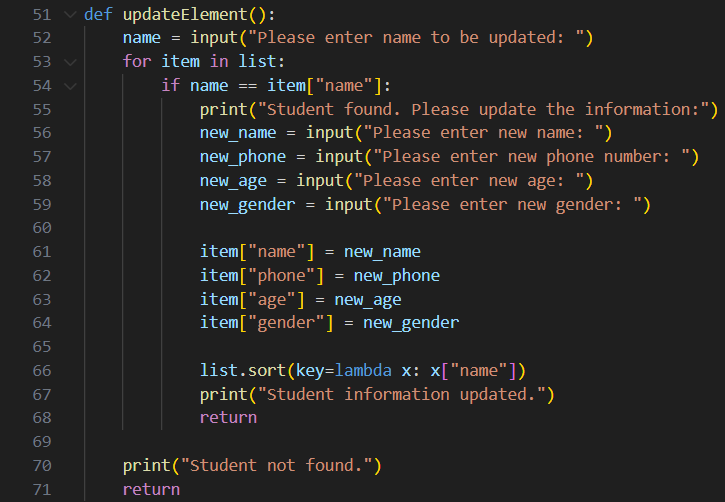 51 def updateElement():
52     name = input("Please enter name to be updated: ")
53     for item in list:
54         if name == item["name"]:
55             print("Student found. Please update the information:")
56             new_name = input("Please enter new name: ")
57             new_phone = input("Please enter new phone number: ")
58             new_age = input("Please enter new age: ")
59             new_gender = input("Please enter new gender: ")
60
61             item["name"] = new_name
62             item["phone"] = new_phone
63             item["age"] = new_age
64             item["gender"] = new_gender
65
66             list.sort(key=lambda x: x["name"])
67             print("Student information updated.")
68             return
69
70     print("Student not found.")
71     return